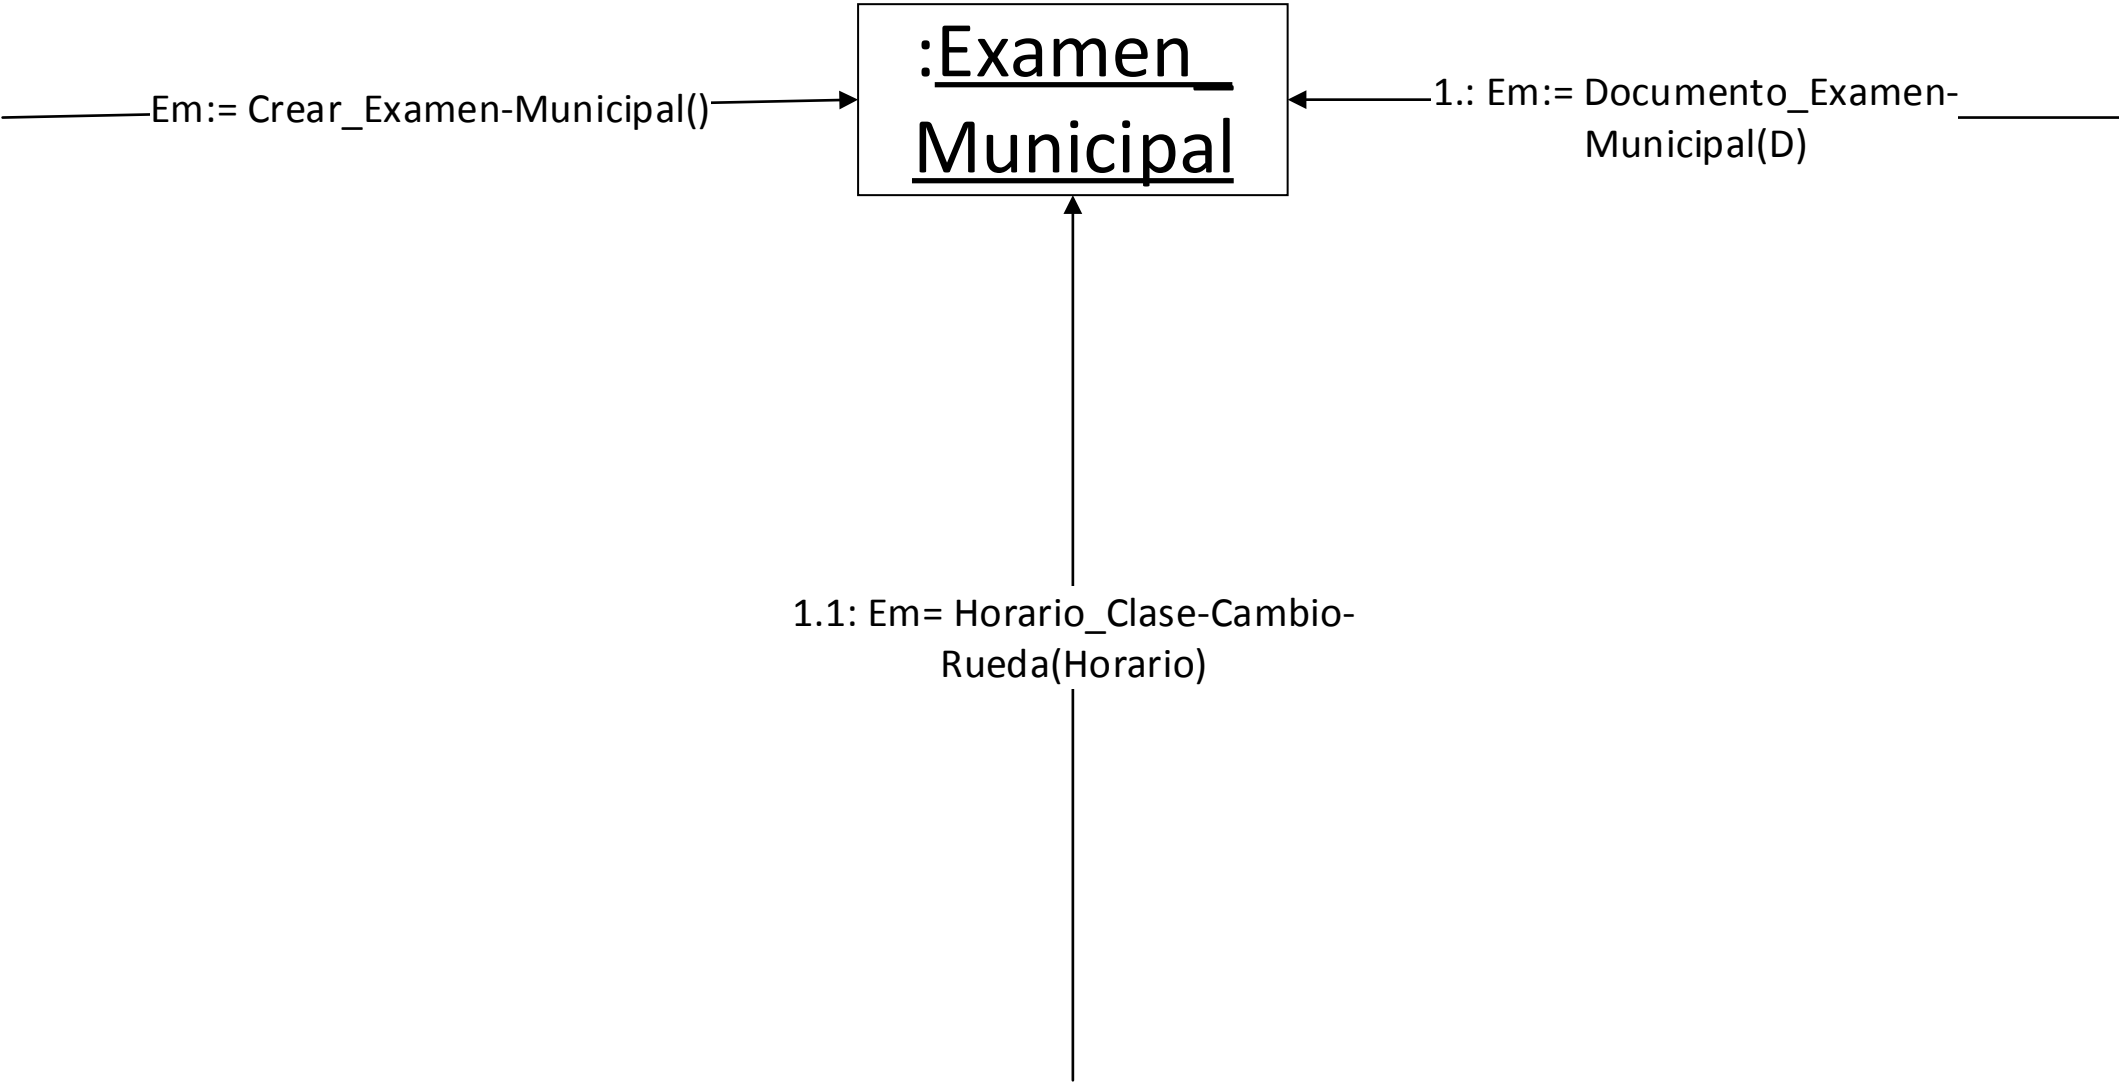 :Examen_
Municipal
Em:= Crear_Examen-Municipal()
1.: Em:= Documento_Examen-
Municipal(D)
1.1: Em= Horario_Clase-Cambio-
Rueda(Horario)